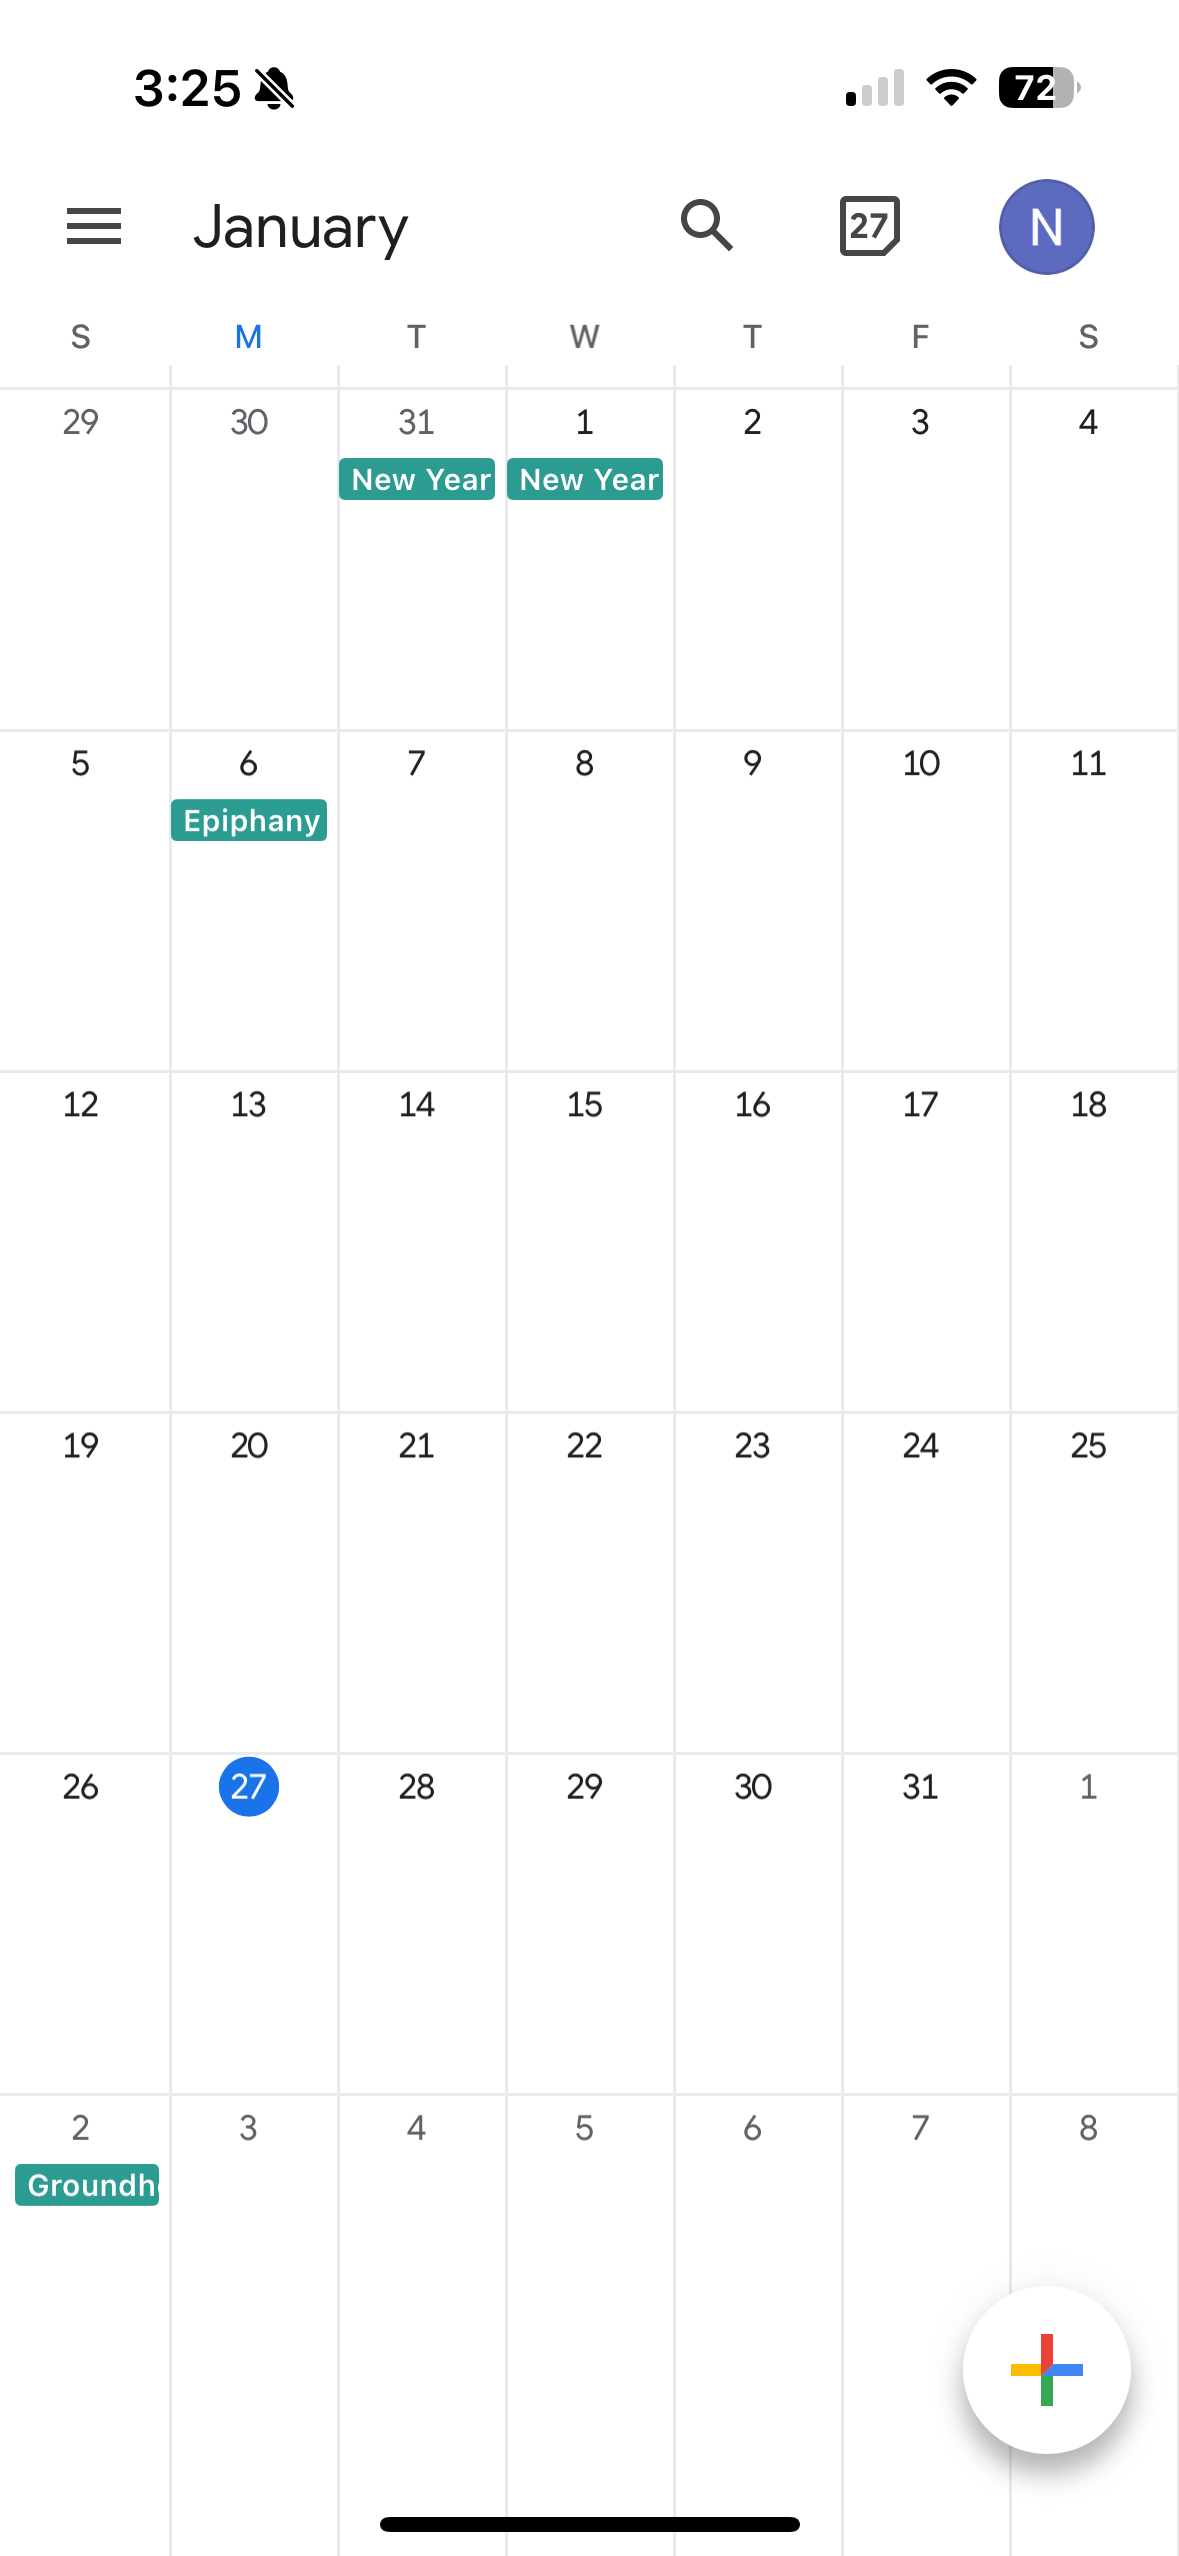 3:25 72
January 27 N
S M T W T F S
29 30 31 1 2 3 4
New Year New Year
5 6 7 8 9 10 11
Epiphany
12 13 14 15 16 17 18
19 20 21 22 23 24 25
26 27 28 29 30 31 1
2 3 4 5 6 7 8
Groundh